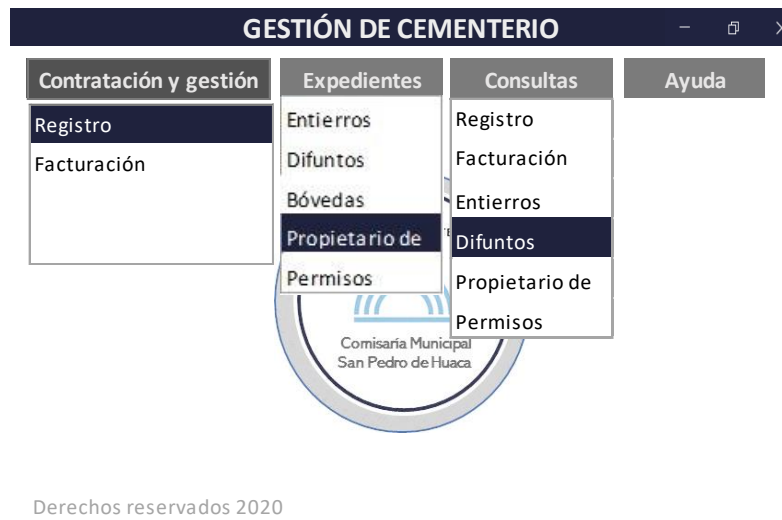 GESTIÓN DE CEMENTERIO
Contratación y gestión
Expedientes
Consultas
Ayuda
Registro
Facturación
Entierros
Difuntos
Bóvedas
Propietario de
Permisos
Registro
Facturación
Entierros
Difuntos
Propietario de
Permisos
Comisaría Municipal
San Pedro de Huaca
Derechos reservados 2020